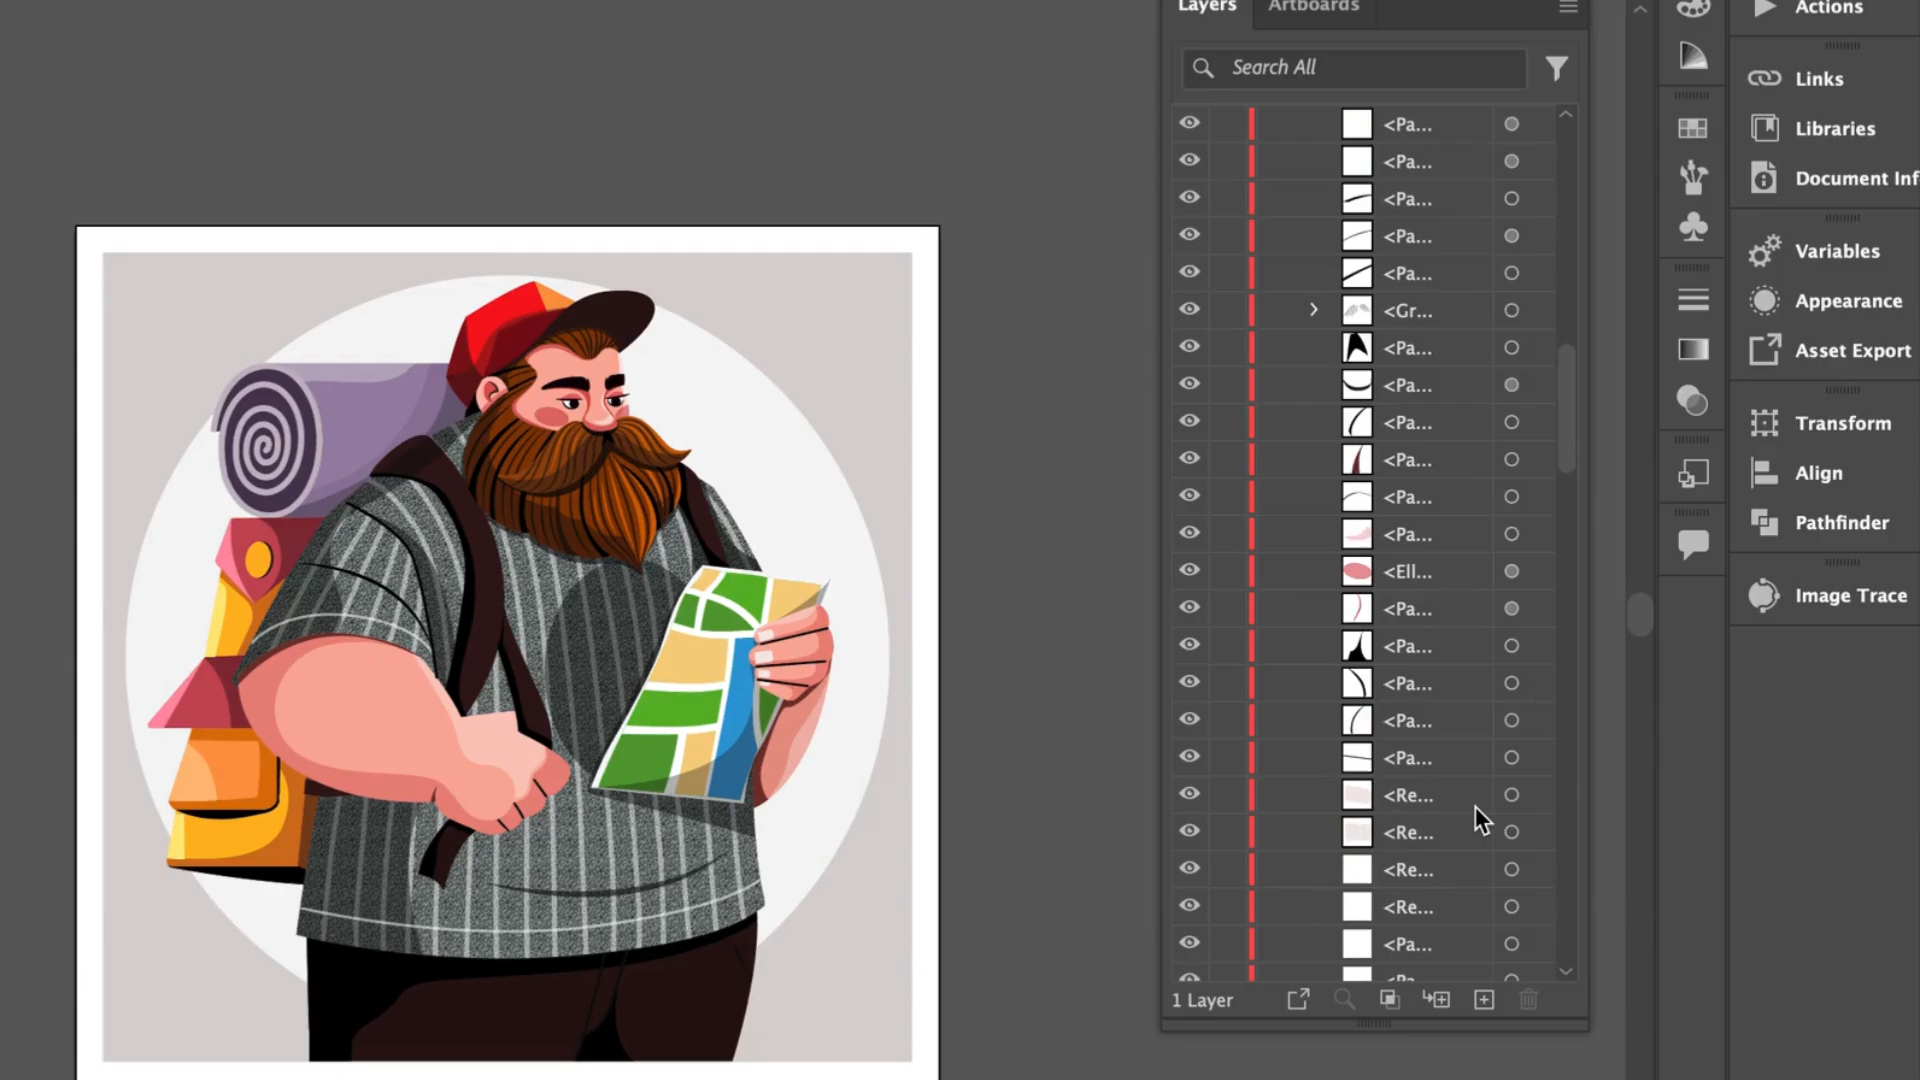 Layers
Artboards
Search All
<Pa...
<Pa...
<Pa...
<Pa...
<Pa...
<Gr...
<Pa...
<Pa...
<Pa...
<Pa...
<Pa...
<Pa...
<Ell...
<Pa...
<Pa...
<Pa...
<Pa...
<Pa...
<Re...
<Re...
<Re...
<Re...
<Pa...
<Pa...
1 Layer
Actions
Links
Libraries
Document Inf
Variables
Appearance
Asset Export
Transform
Align
Pathfinder
Image Trace